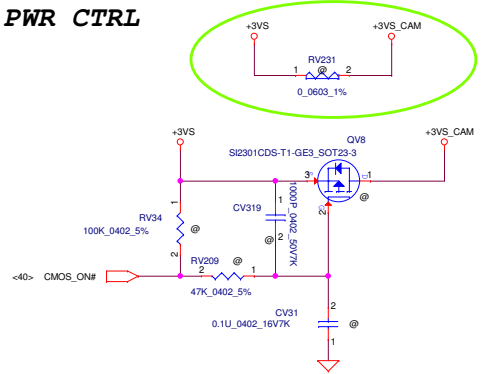 PWR CTRL
+3VS +3VS_CAM
RV231
1 @ 2
0_0603_1%
+3VS QV8 +3VS_CAM
SI2301CDS-T1-GE3_SOT23-3
3 S D 1
G 2 @
1
RV34 @
100K_0402_5%
2
CV319 1 1000P_0402_50V7K
@ 2
RV209 @
<40> CMOS_ON# 2 1
47K_0402_5%
CV31 2
0.1U_0402_16V7K @
1